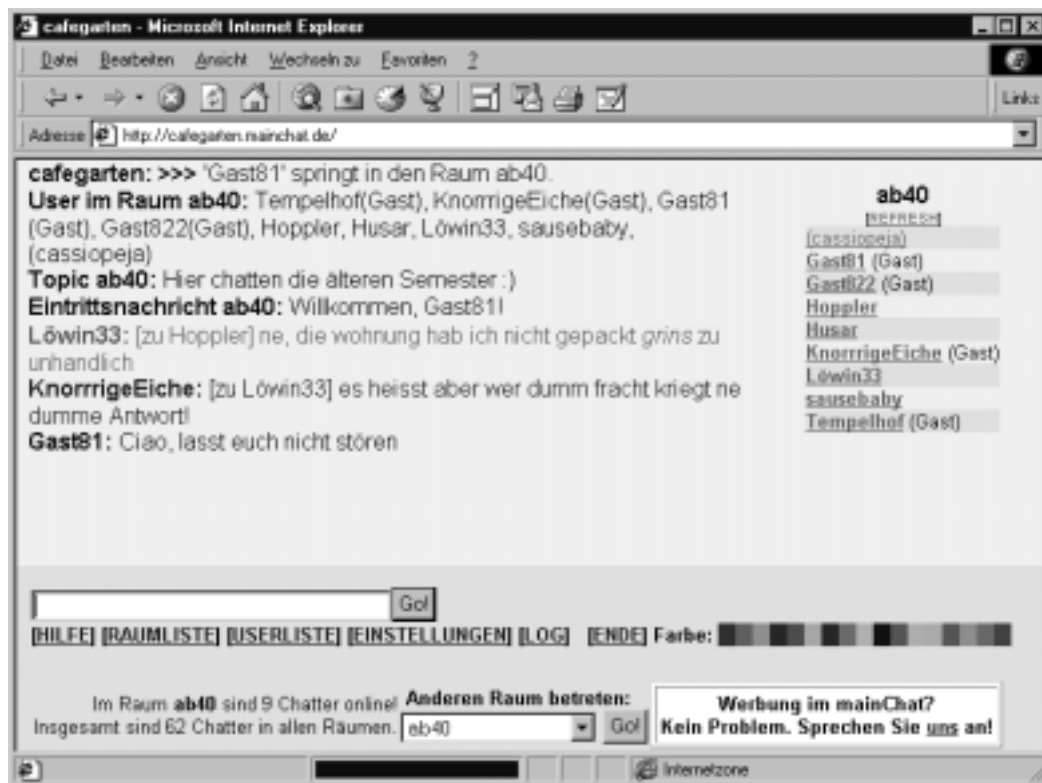 cafegarten - Microsoft Internet Explorer
Datei Bearbeiten Ansicht Wechseln zu Favoriten ?
Links
Adresse http://cafegarten.mainchat.de/
cafegarten: >>> 'Gast81' springt in den Raum ab40.
User im Raum ab40: Tempelhof(Gast), KnorrrigeEiche(Gast), Gast81
(Gast), Gast822(Gast), Hoppler, Husar, Löwin33, sausebaby,
(cassiopeja)
Topic ab40: Hier chatten die älteren Semester :)
Eintrittsnachricht ab40: Willkommen, Gast81!
Löwin33: [zu Hoppler] ne, die wohnung hab ich nicht gepackt grins zu
unhandlich
KnorrrigeEiche: [zu Löwin33] es heisst aber wer dumm fracht kriegt ne
dumme Antwort!
Gast81: Ciao, lasst euch nicht stören
ab40
[REFRESH]
(cassiopeja)
Gast81 (Gast)
Gast822 (Gast)
Hoppler
Husar
KnorrrigeEiche (Gast)
Löwin33
sausebaby
Tempelhof (Gast)
Go!
[HILFE] [RAUMLISTE] [USERLISTE] [EINSTELLUNGEN] [LOG] [ENDE] Farbe:
Im Raum ab40 sind 9 Chatter online!
Insgesamt sind 62 Chatter in allen Räumen.
Anderen Raum betreten:
ab40 Go!
Werbung im mainChat?
Kein Problem. Sprechen Sie uns an!
Internetzone